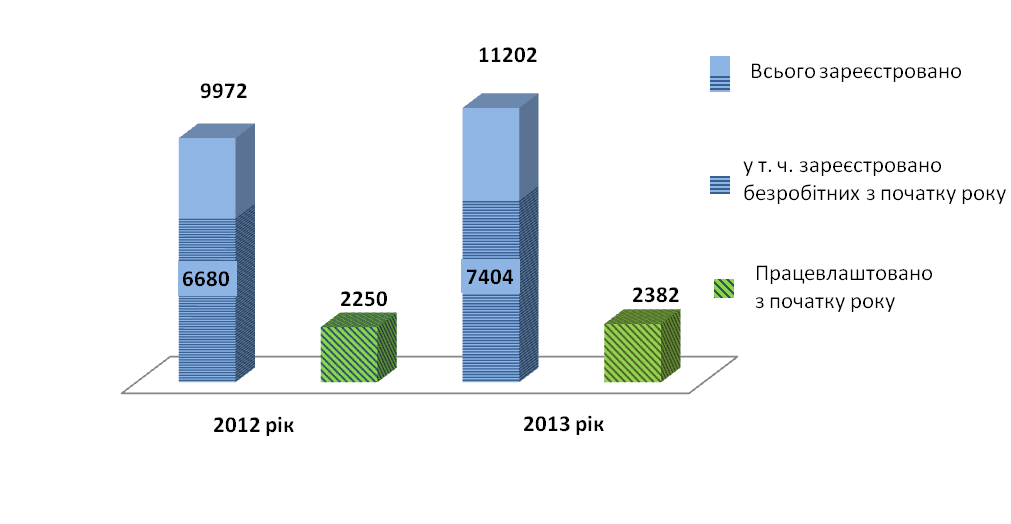 11202
9972
Всього зареєстровано
у т. ч. зареєстровано
безробітних з початку року
6680
7404
Працевлаштовано
з початку року
2250
2382
2012 рік
2013 рік